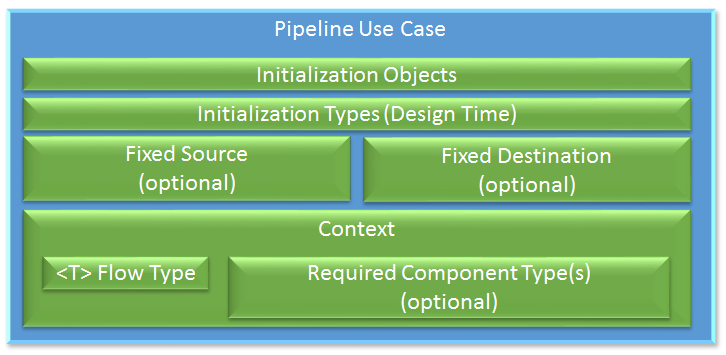 Pipeline Use Case
Initialization Objects
Initialization Types (Design Time)
Fixed Source
(optional)
Fixed Destination
(optional)
Context
<T> Flow Type
Required Component Type(s)
(optional)